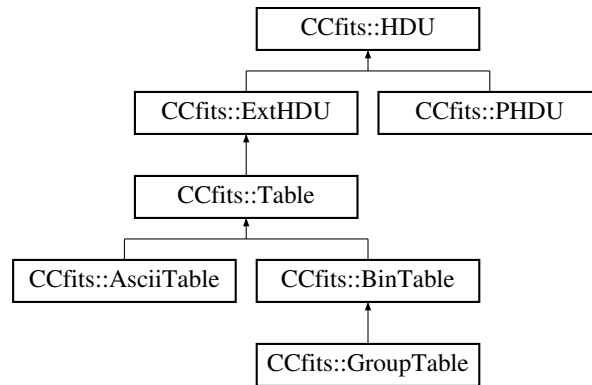 CCfits::HDU
CCfits::ExtHDU
CCfits::PHDU
CCfits::Table
CCfits::AsciiTable
CCfits::BinTable
CCfits::GroupTable